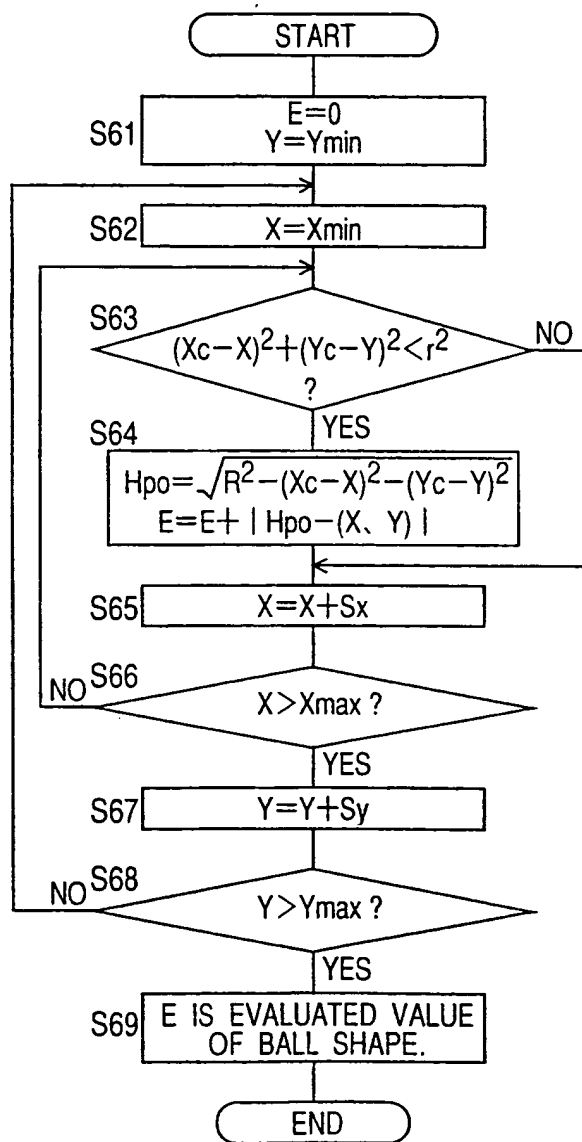 START
S61
E=0
Y=Ymin
S62
X=Xmin
S63
(Xc−X)²+(Yc−Y)²<r²
?
NO
YES
S64
Hpo=√R²−(Xc−X)²−(Yc−Y)²
E=E+|Hpo−(X、Y)|
S65
X=X+Sx
S66
NO
X>Xmax?
YES
S67
Y=Y+Sy
S68
NO
Y>Ymax?
YES
S69
E IS EVALUATED VALUE
OF BALL SHAPE.
END